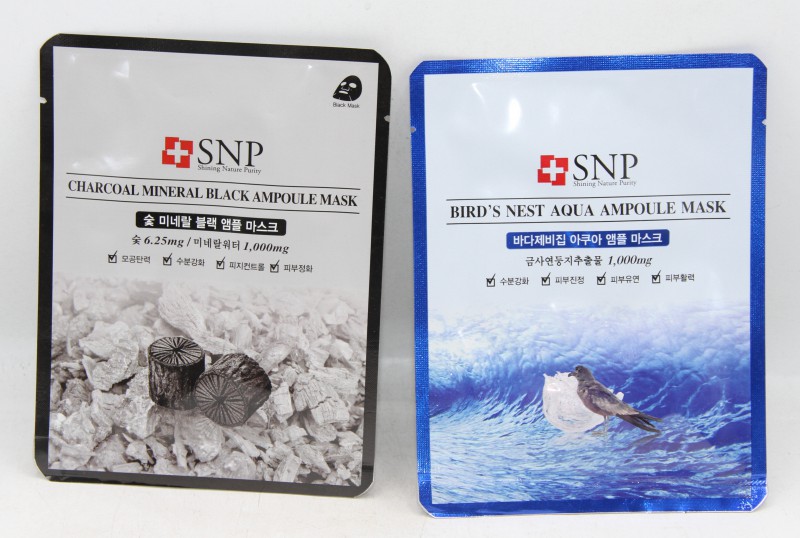 Black Mask
SNP
Shining Nature Purity
CHARCOAL MINERAL BLACK AMPOULE MASK
숯 미네랄 블랙 앰플 마스크
숯 6.25mg / 미네랄워터 1,000mg
모공탄력 수분강화 피지컨트롤 피부정화
SNP
Shining Nature Purity
BIRD'S NEST AQUA AMPOULE MASK
바다제비집 아쿠아 앰플 마스크
금사연둥지추출물 1,000mg
수분강화 피부진정 피부유연 피부활력